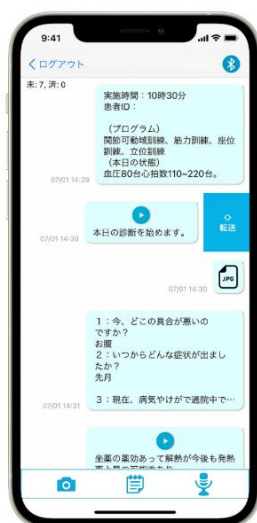 9:41
ログアウト
未: 7, 済: 0
実施時間：10時30分
患者ID：
（プログラム）
関節可動域訓練、筋力訓練、座位
訓練、立位訓練
（本日の状態）
血圧80台心拍数110~220台。
07/01 14:29
本日の診断を始めます。
07/01 14:30
転送
JPG
07/01 14:30
1：今、どこの具合が悪いの
ですか？
お腹
2：いつからどんな症状が出まし
たか？
先月
3：現在、病気やけがで通院中で…
07/01 14:31
坐薬の薬効あって解熱が今後も発熱